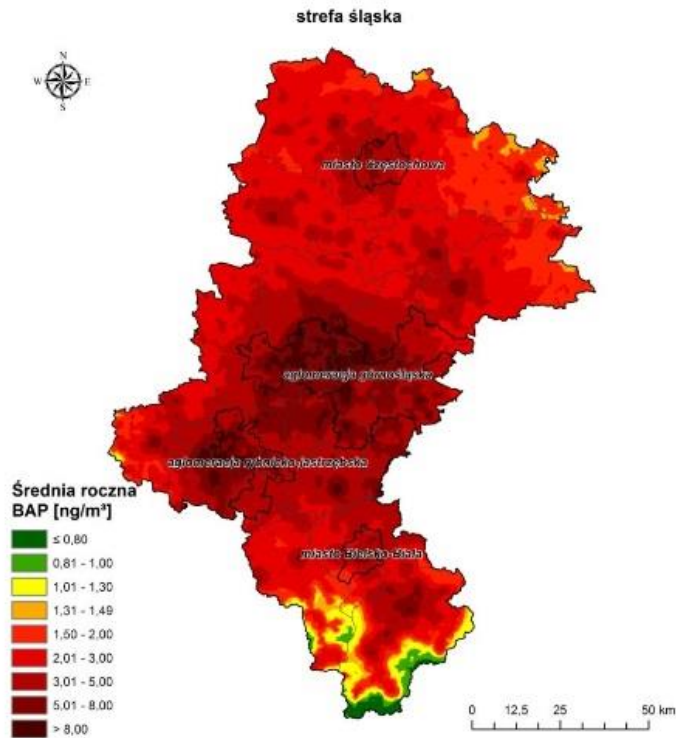 strefa śląska
N
W E
S
miasto Częstochowa
aglomeracja górnośląska
aglomeracja rybnicko-jastrzębska
miasto Bielsko-Biała
Średnia roczna
BAP [ng/m³]
≤ 0,80
0,81 - 1,00
1,01 - 1,30
1,31 - 1,49
1,50 - 2,00
2,01 - 3,00
3,01 - 5,00
5,01 - 8,00
> 8,00
0 12,5 25 50 km